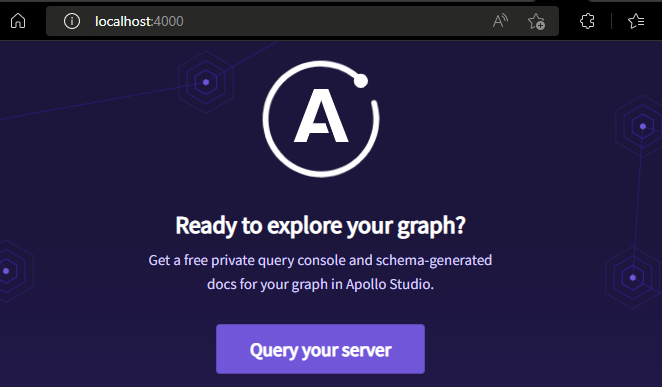 localhost:4000
A
Ready to explore your graph?
Get a free private query console and schema-generated
docs for your graph in Apollo Studio.
Query your server